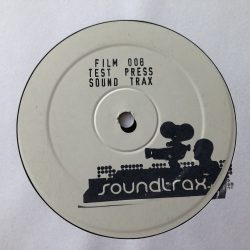 FILM 008
TEST PRESS
SOUND TRAX
soundtrax